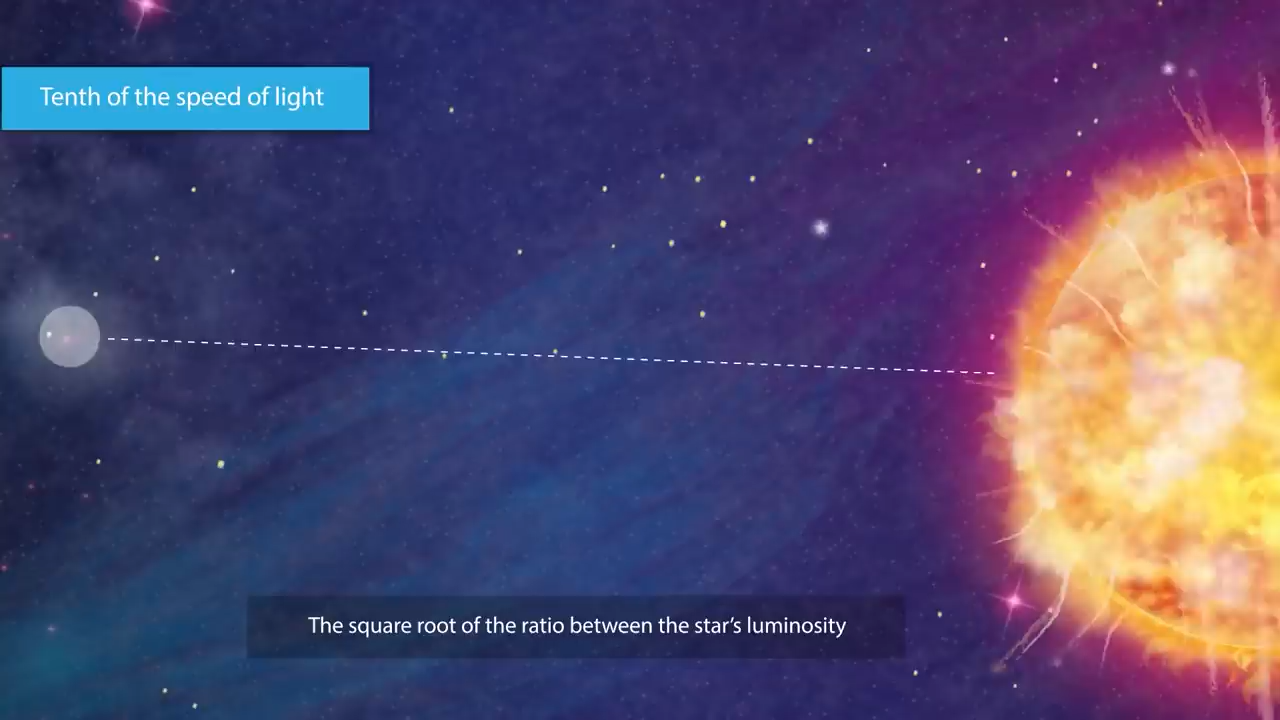 Tenth of the speed of light
The square root of the ratio between the star’s luminosity